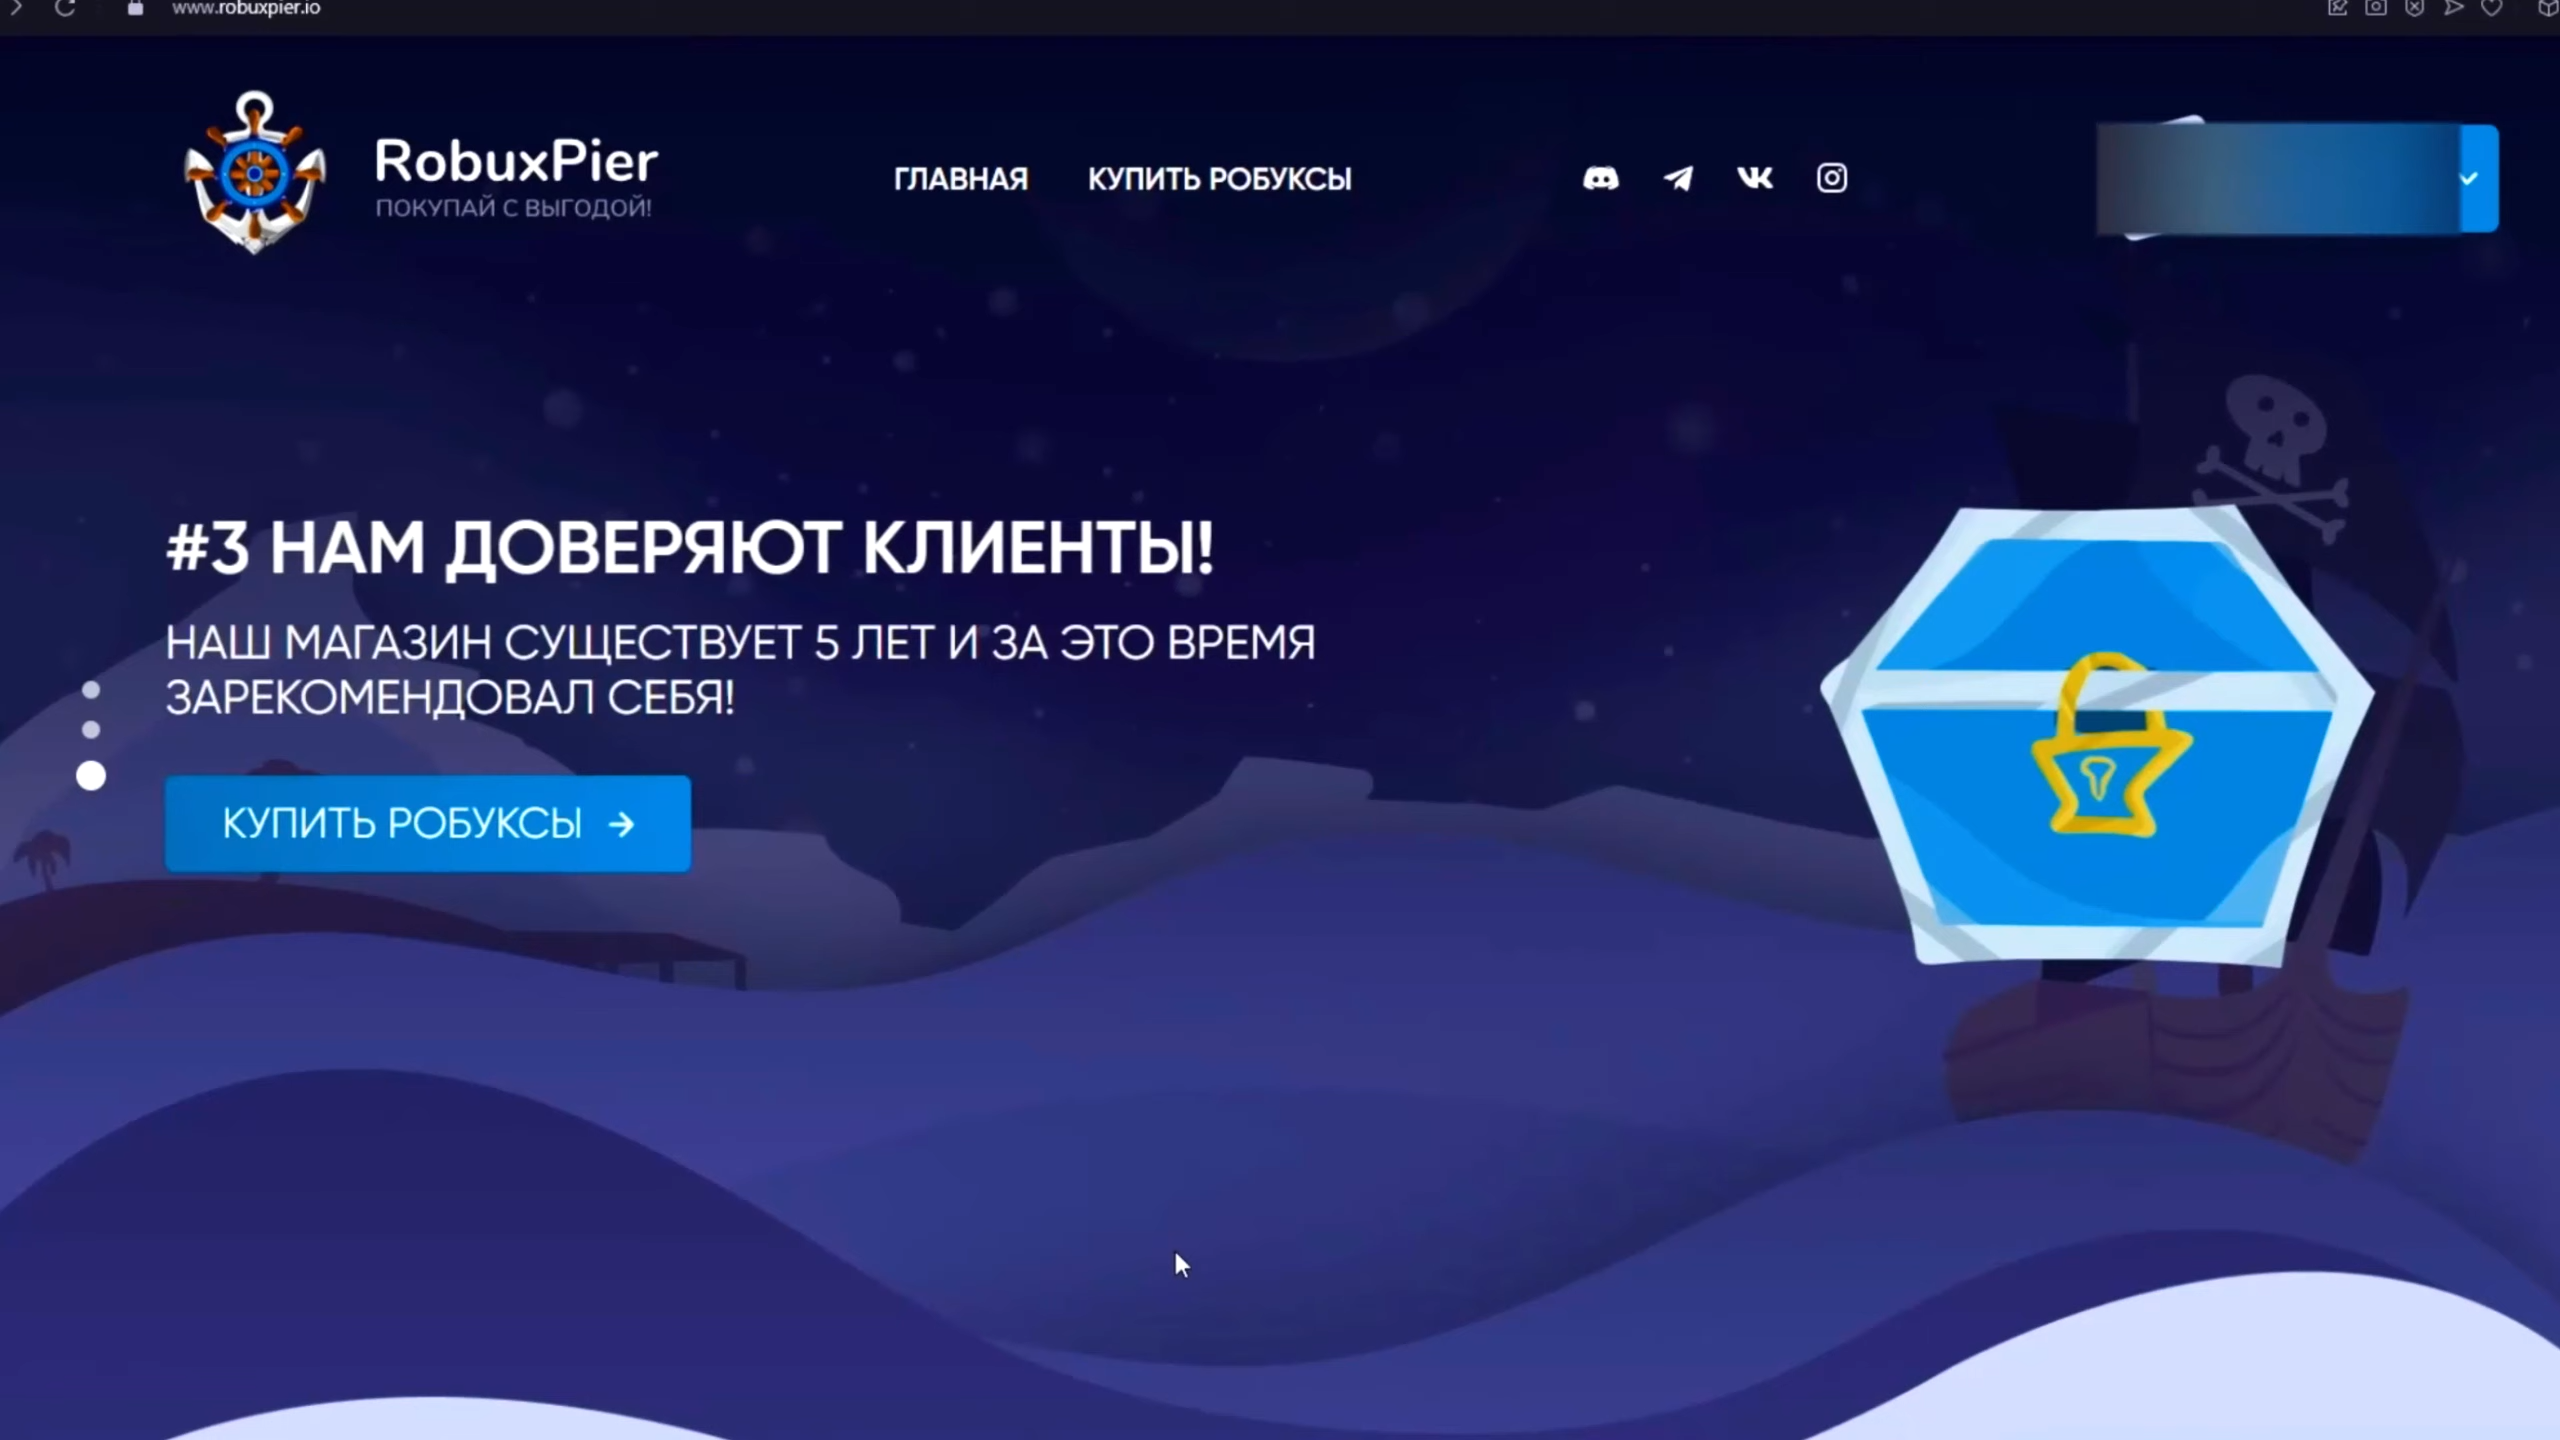 www.robuxpier.io
RobuxPier
ПОКУПАЙ С ВЫГОДОЙ!
ГЛАВНАЯ
КУПИТЬ РОБУКСЫ
#3 НАМ ДОВЕРЯЮТ КЛИЕНТЫ!
НАШ МАГАЗИН СУЩЕСТВУЕТ 5 ЛЕТ И ЗА ЭТО ВРЕМЯ
ЗАРЕКОМЕНДОВАЛ СЕБЯ!
КУПИТЬ РОБУКСЫ →